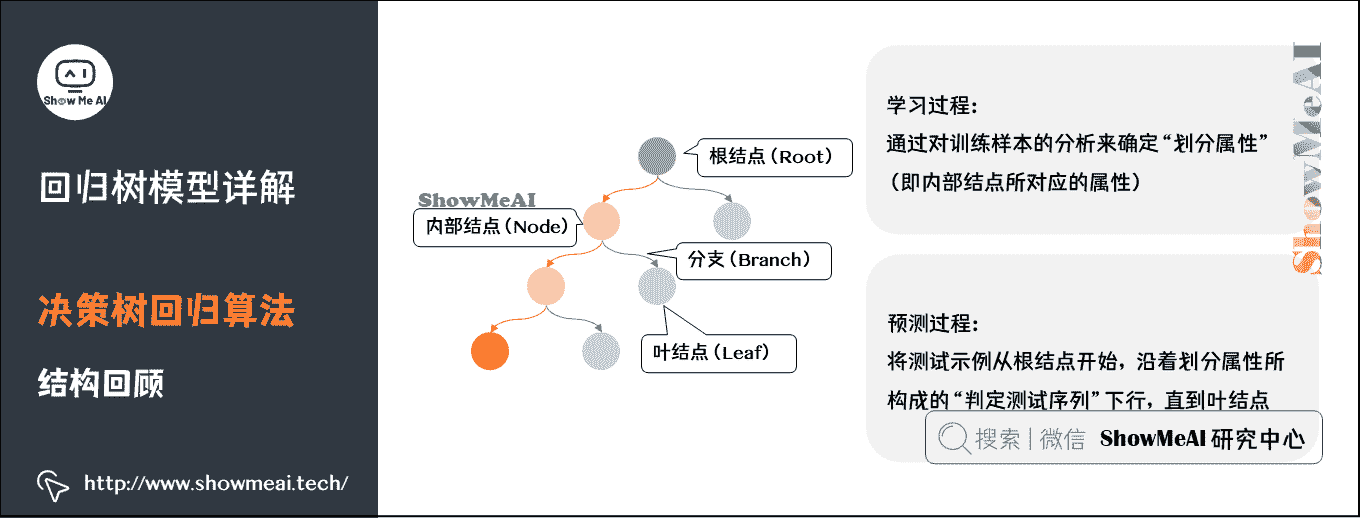 Show Me AI
回归树模型详解
决策树回归算法
结构回顾
http://www.showmeai.tech/
根结点(Root)
ShowMeAI
内部结点(Node)
分支(Branch)
叶结点(Leaf)
学习过程:
通过对训练样本的分析来确定“划分属性”
(即内部结点所对应的属性)
ShowMeAI
预测过程:
将测试示例从根结点开始,沿着划分属性所
构成的“判定测试序列”下行,直到叶结点
搜索|微信 ShowMeAI 研究中心